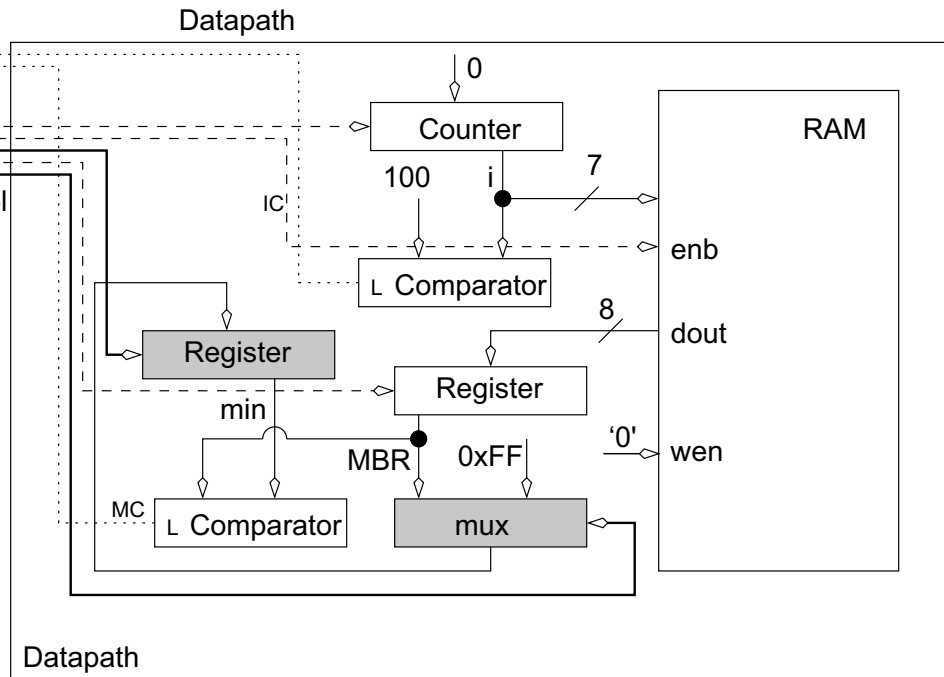 Datapath
0
Counter
RAM
100
i
7
l
IC
enb
L Comparator
8
dout
Register
Register
min
'0'
wen
MBR
0xFF
MC
L Comparator
mux
Datapath